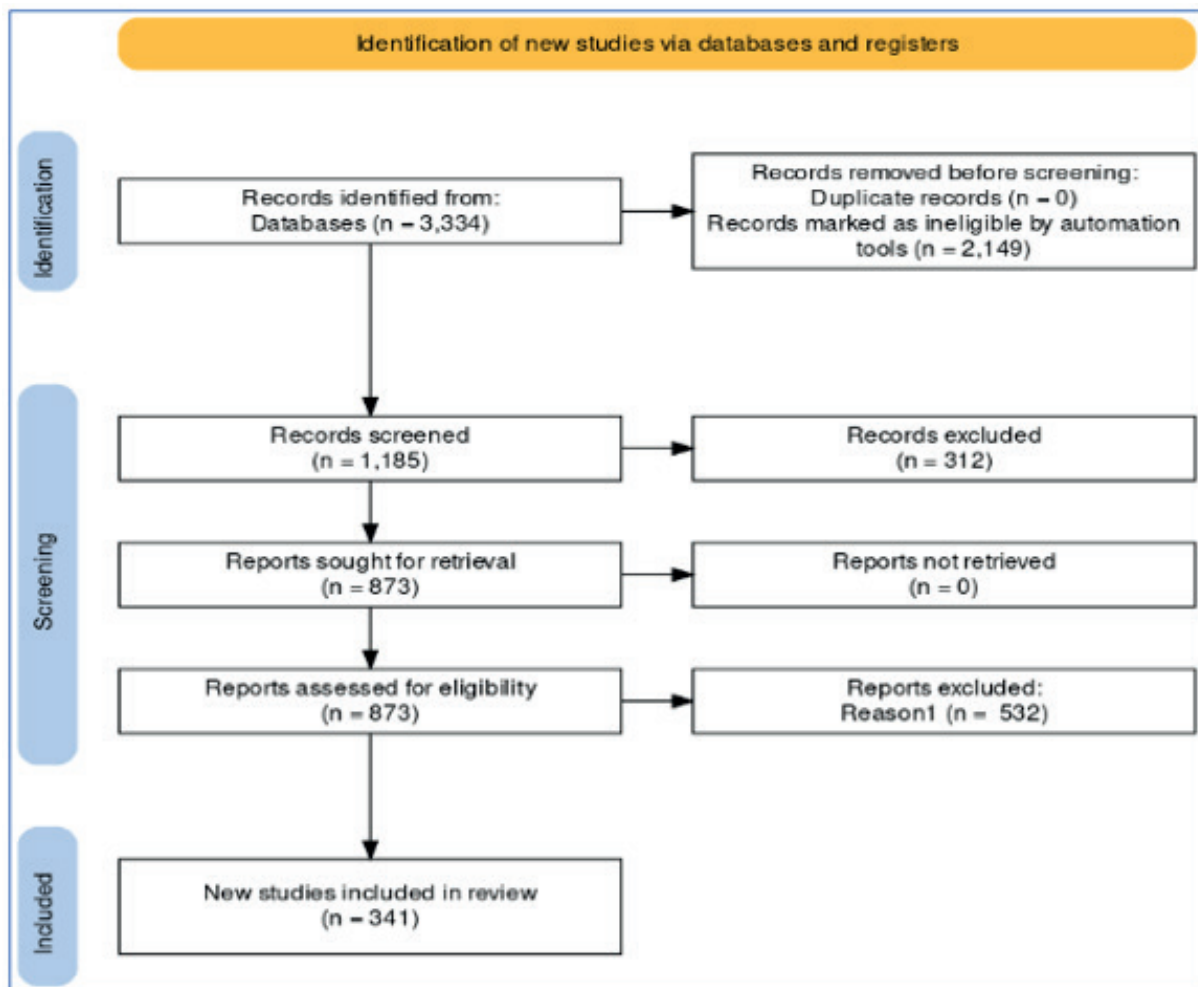 Identification of new studies via databases and registers
Identification
Records identified from:
Databases (n = 3,334)
Records removed before screening:
Duplicate records (n = 0)
Records marked as ineligible by automation
tools (n = 2,149)
Screening
Records screened
(n = 1,185)
Records excluded
(n = 312)
Reports sought for retrieval
(n = 873)
Reports not retrieved
(n = 0)
Reports assessed for eligibility
(n = 873)
Reports excluded:
Reason1 (n = 532)
Included
New studies included in review
(n = 341)